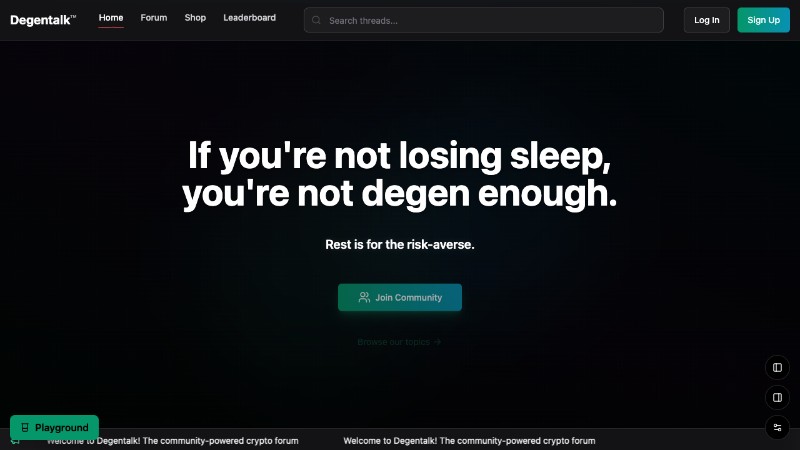 Degentalk™
Home
Forum
Shop
Leaderboard
Search threads...
Log In
Sign Up
If you're not losing sleep,
you're not degen enough.
Rest is for the risk-averse.
Join Community
Browse our topics →
Playground
Welcome to Degentalk! The community-powered crypto forum
Welcome to Degentalk! The community-powered crypto forum